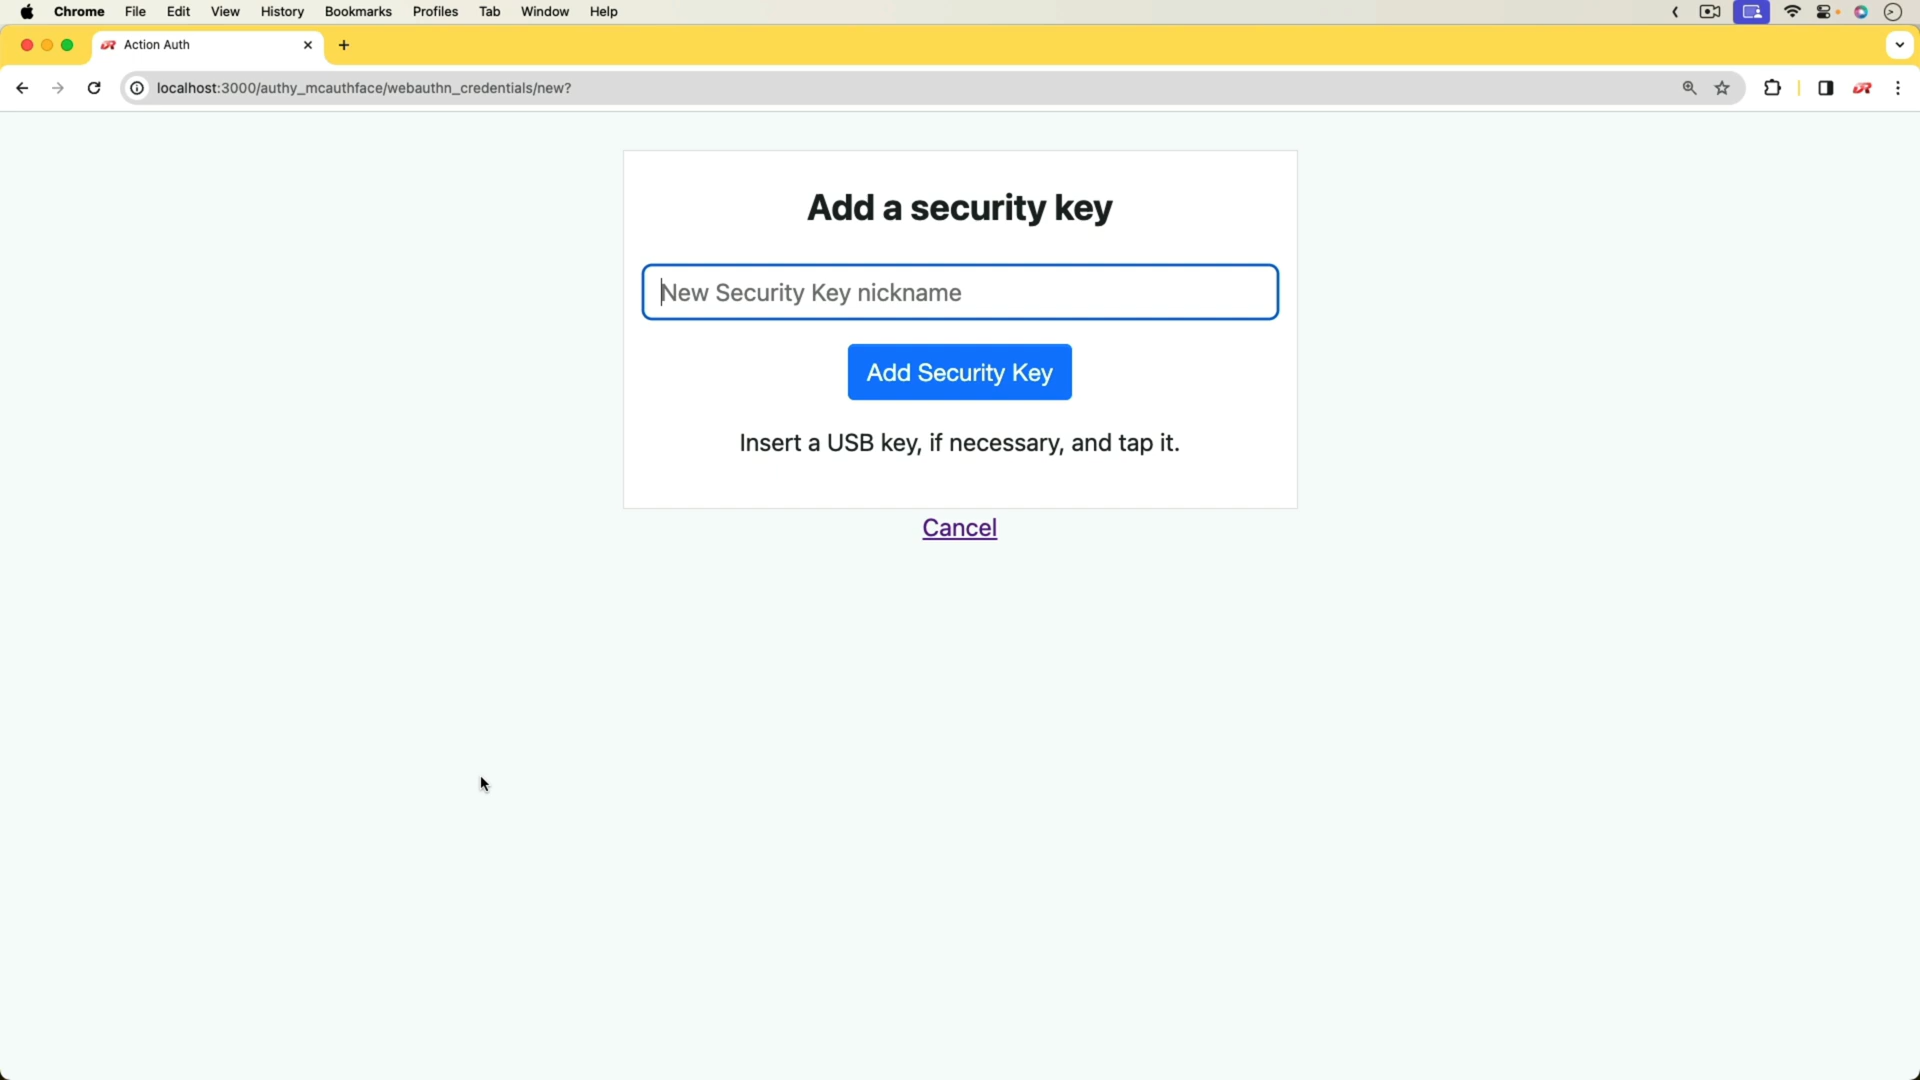 Chrome File Edit View History Bookmarks Profiles Tab Window Help
Action Auth
localhost:3000/authy_mcauthface/webauthn_credentials/new?
Add a security key
New Security Key nickname
Add Security Key
Insert a USB key, if necessary, and tap it.
Cancel